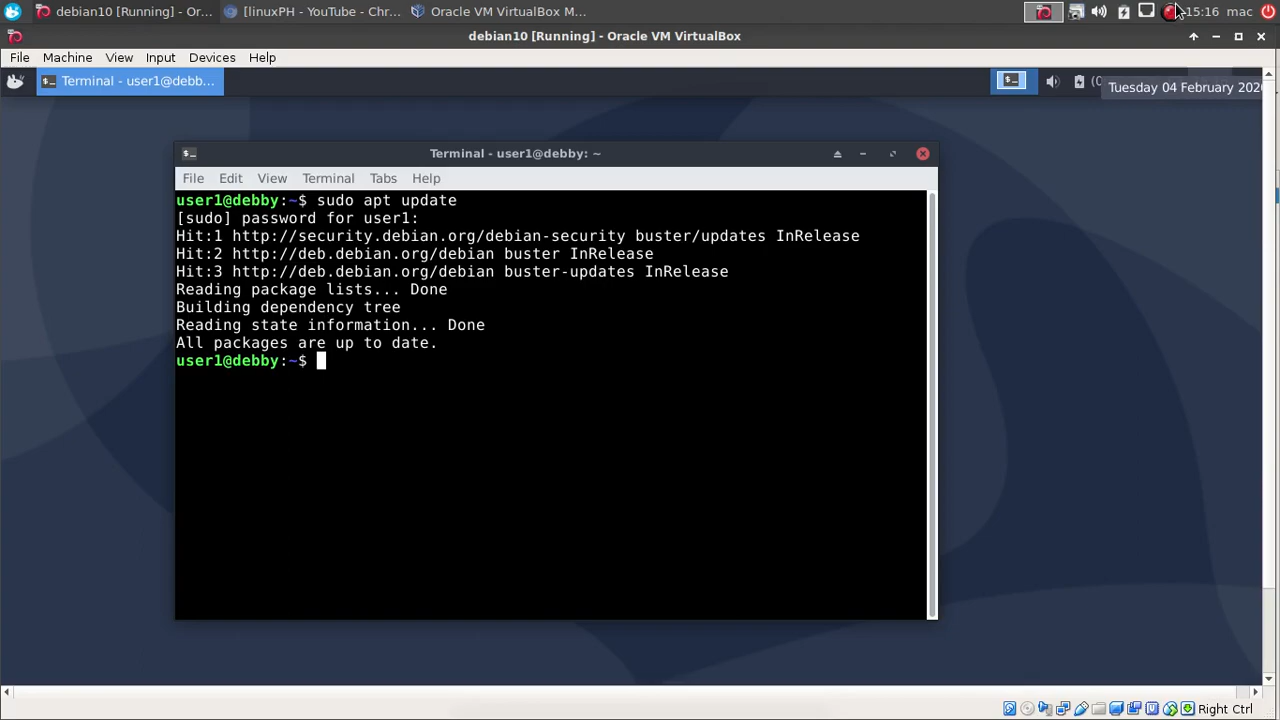 debian10 [Running] - Or... [linuxPH - YouTube - Chr... Oracle VM VirtualBox M... 15:16 mac
debian10 [Running] - Oracle VM VirtualBox
File Machine View Input Devices Help
Terminal - user1@debb... (0
Tuesday 04 February 202
Terminal - user1@debby: ~
File Edit View Terminal Tabs Help
user1@debby:~$ sudo apt update
[sudo] password for user1:
Hit:1 http://security.debian.org/debian-security buster/updates InRelease
Hit:2 http://deb.debian.org/debian buster InRelease
Hit:3 http://deb.debian.org/debian buster-updates InRelease
Reading package lists... Done
Building dependency tree
Reading state information... Done
All packages are up to date.
user1@debby:~$
Right Ctrl